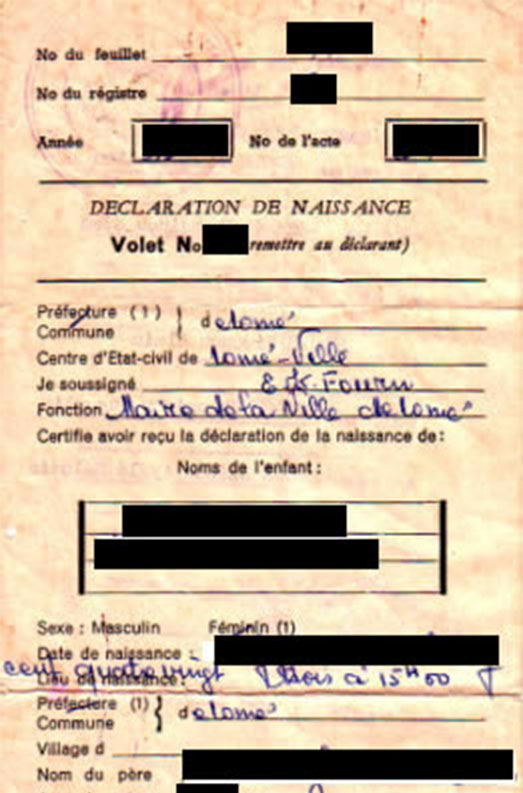 No du feuillet
No du régistre
Année No de l'acte
DECLARATION DE NAISSANCE
Volet No remettre au déclarant)
Préfecture (1) } de Lomé
Commune
Centre d'Etat-civil de Lomé-Ville
Je soussigné
Fonction Maire de la Ville de Lomé
Certifie avoir reçu la déclaration de la naissance de:
Noms de l'enfant :
Sexe : Masculin Féminin (1)
Date de naissance :
cent quatre vingt trois à 15H00
Lieu de naissance:
Préfecture (1) } de Lomé
Commune
Village d
Nom du père